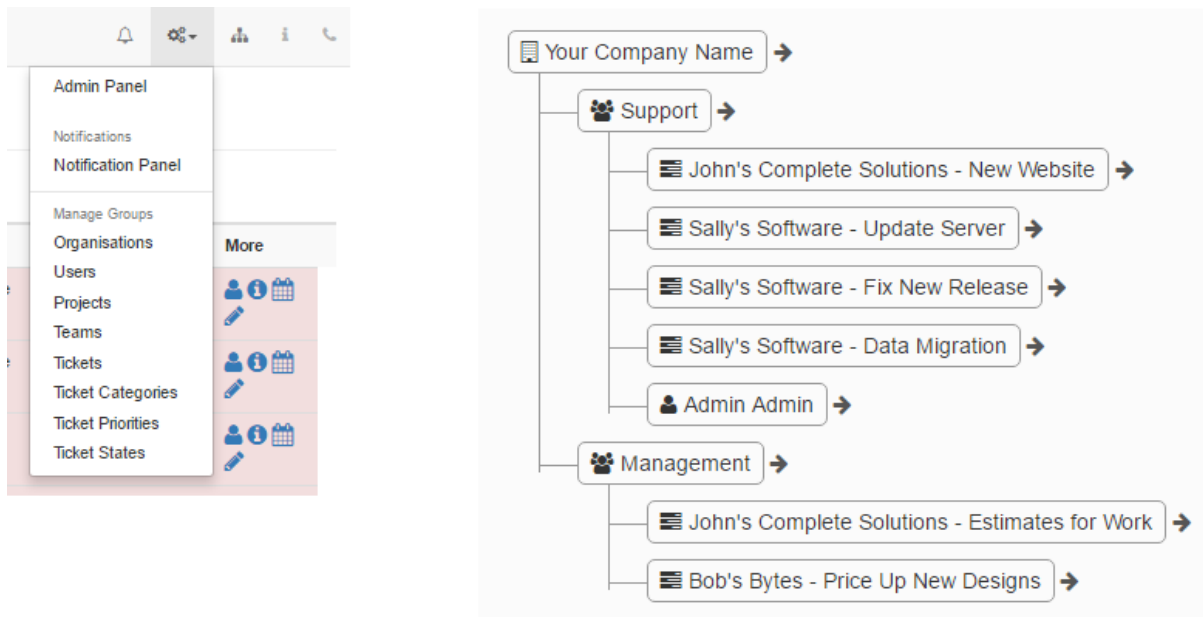 Admin Panel
Notifications
Notification Panel
Manage Groups
Organisations
Users
Projects
Teams
Tickets
Ticket Categories
Ticket Priorities
Ticket States
More
Your Company Name
Support
John's Complete Solutions - New Website
Sally's Software - Update Server
Sally's Software - Fix New Release
Sally's Software - Data Migration
Admin Admin
Management
John's Complete Solutions - Estimates for Work
Bob's Bytes - Price Up New Designs